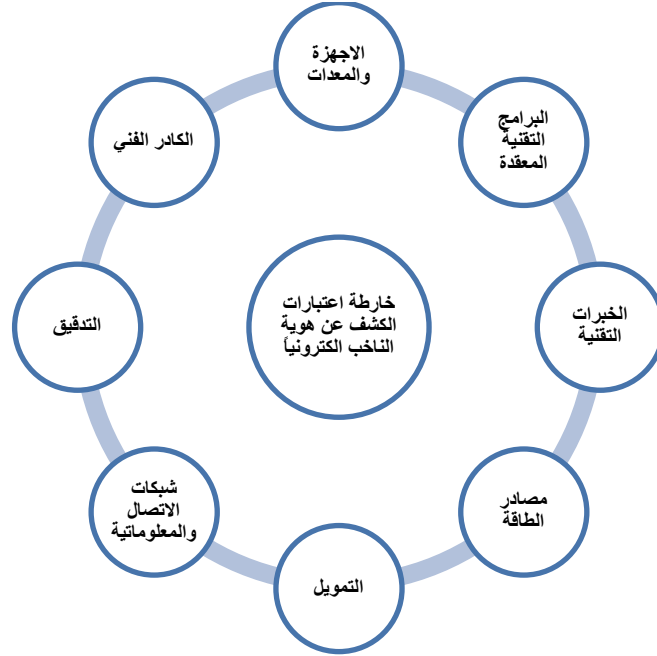 الاجهزة
والمعدات
البرامج
التقنية
المعقدة
الخبرات
التقنية
مصادر
الطاقة
التمويل
شبكات
الاتصال
والمعلوماتية
التدقيق
الكادر الفني
خارطة اعتبارات
الكشف عن هوية
الناخب الكترونياً